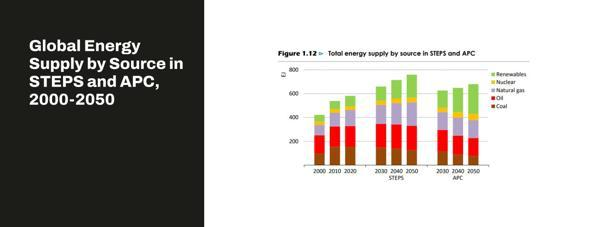 Global Energy
Supply by Source in
STEPS and APC,
2000-2050
Figure 1.12 ▷ Total energy supply by source in STEPS and APC
EJ
800
600
400
200
Renewables
Nuclear
Natural gas
Oil
Coal
2000 2010 2020 2030 2040 2050 2030 2040 2050
STEPS APC